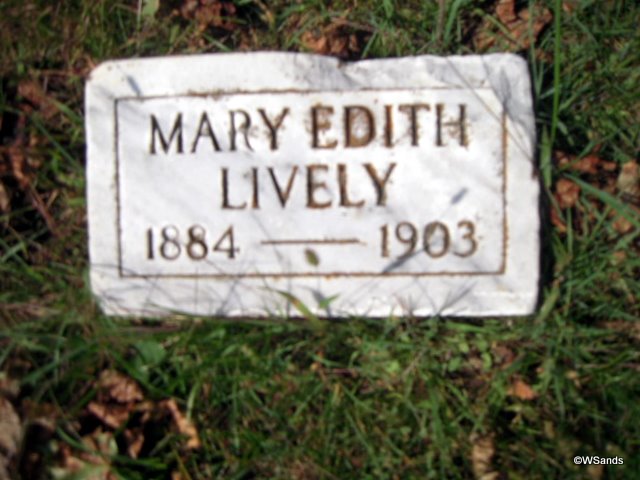 MARY EDITH
LIVELY
1884 — 1903
©WSands